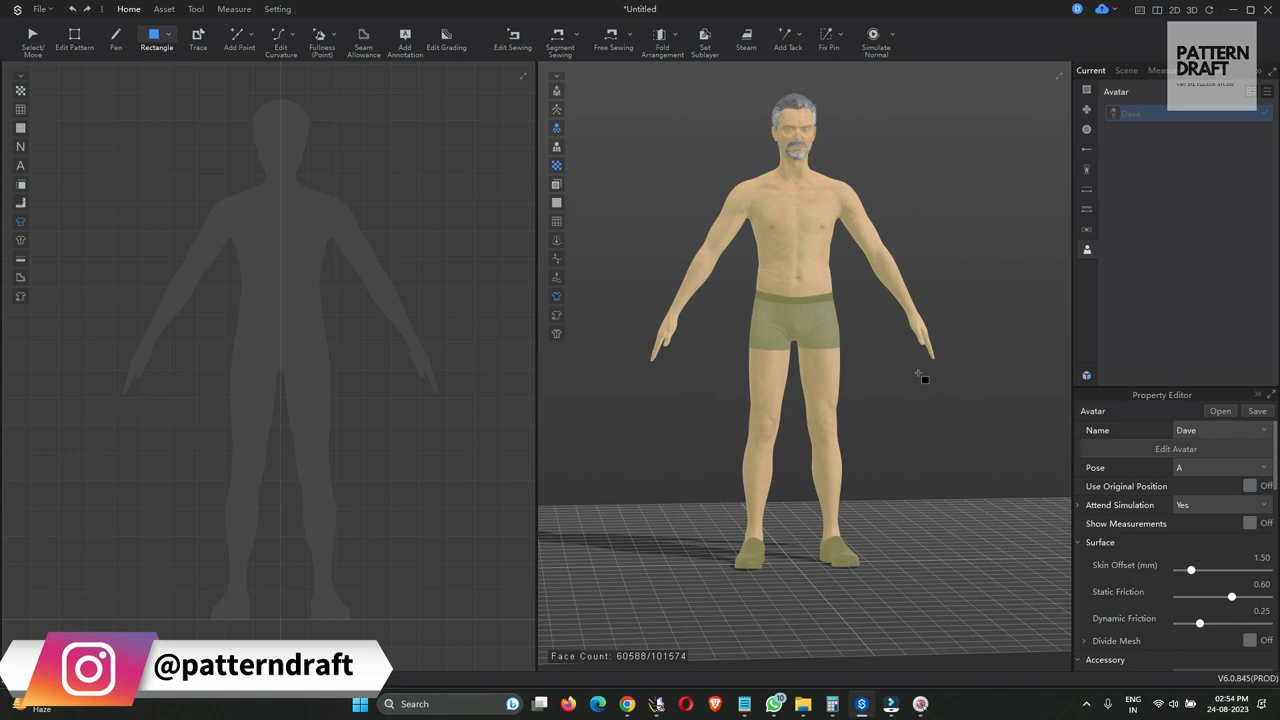 File
Home
Asset
Tool
Measure
Setting
*Untitled
D
2D
3D
Select/
Move
Edit Pattern
Pen
Rectangle
Trace
Add Point
Edit
Curvature
Fullness
(Point)
Seam
Allowance
Add
Annotation
Edit Grading
Edit Sewing
Segment
Sewing
Free Sewing
Fold
Arrangement
Set
Sublayer
Steam
Add Tack
Fix Pin
Simulate
Normal
PATTERN
DRAFT
Current
Scene
Avatar
Dave
N
A
Property Editor
Avatar
Open
Save
Name
Dave
Edit Avatar
Pose
A
Use Original Position
Off
Attend Simulation
Yes
Show Measurements
Off
Surface
1.50
Skin Offset (mm)
0.60
Static Friction
0.25
Dynamic Friction
Divide Mesh
Off
Accessory
Face Count: 60588/101574
@patterndraft
V6.0.845(PROD)
Haze
Search
10
ENG
IN
02:54 PM
24-08-2023